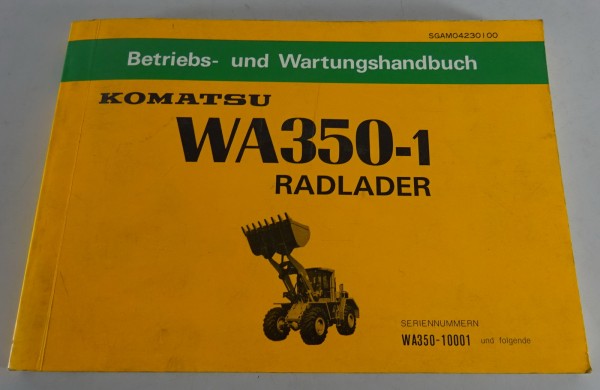 SGAM04230100
Betriebs- und Wartungshandbuch
KOMATSU
WA350-1
RADLADER
SERIENNUMMERN
WA350-10001 und folgende